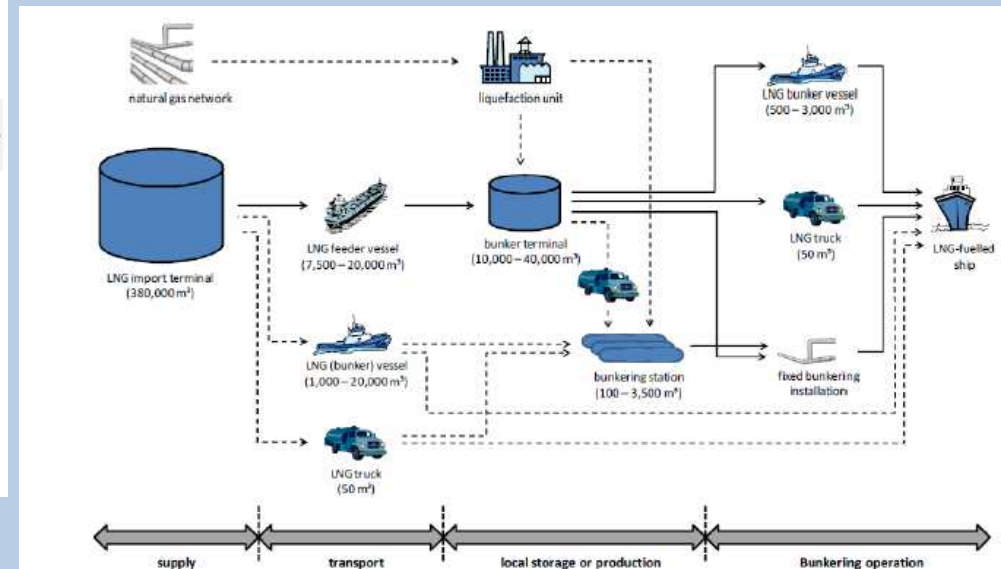 natural gas network
liquefaction unit
LNG bunker vessel
(500 – 3,000 m³)
LNG import terminal
(380,000 m³)
LNG feeder vessel
(7,500 – 20,000 m³)
bunker terminal
(10,000 – 40,000 m³)
LNG truck
(50 m³)
LNG-fuelled
ship
LNG (bunker) vessel
(1,000 – 20,000 m³)
bunkering station
(100 – 3,500 m³)
fixed bunkering
installation
LNG truck
(50 m³)
supply
transport
local storage or production
Bunkering operation